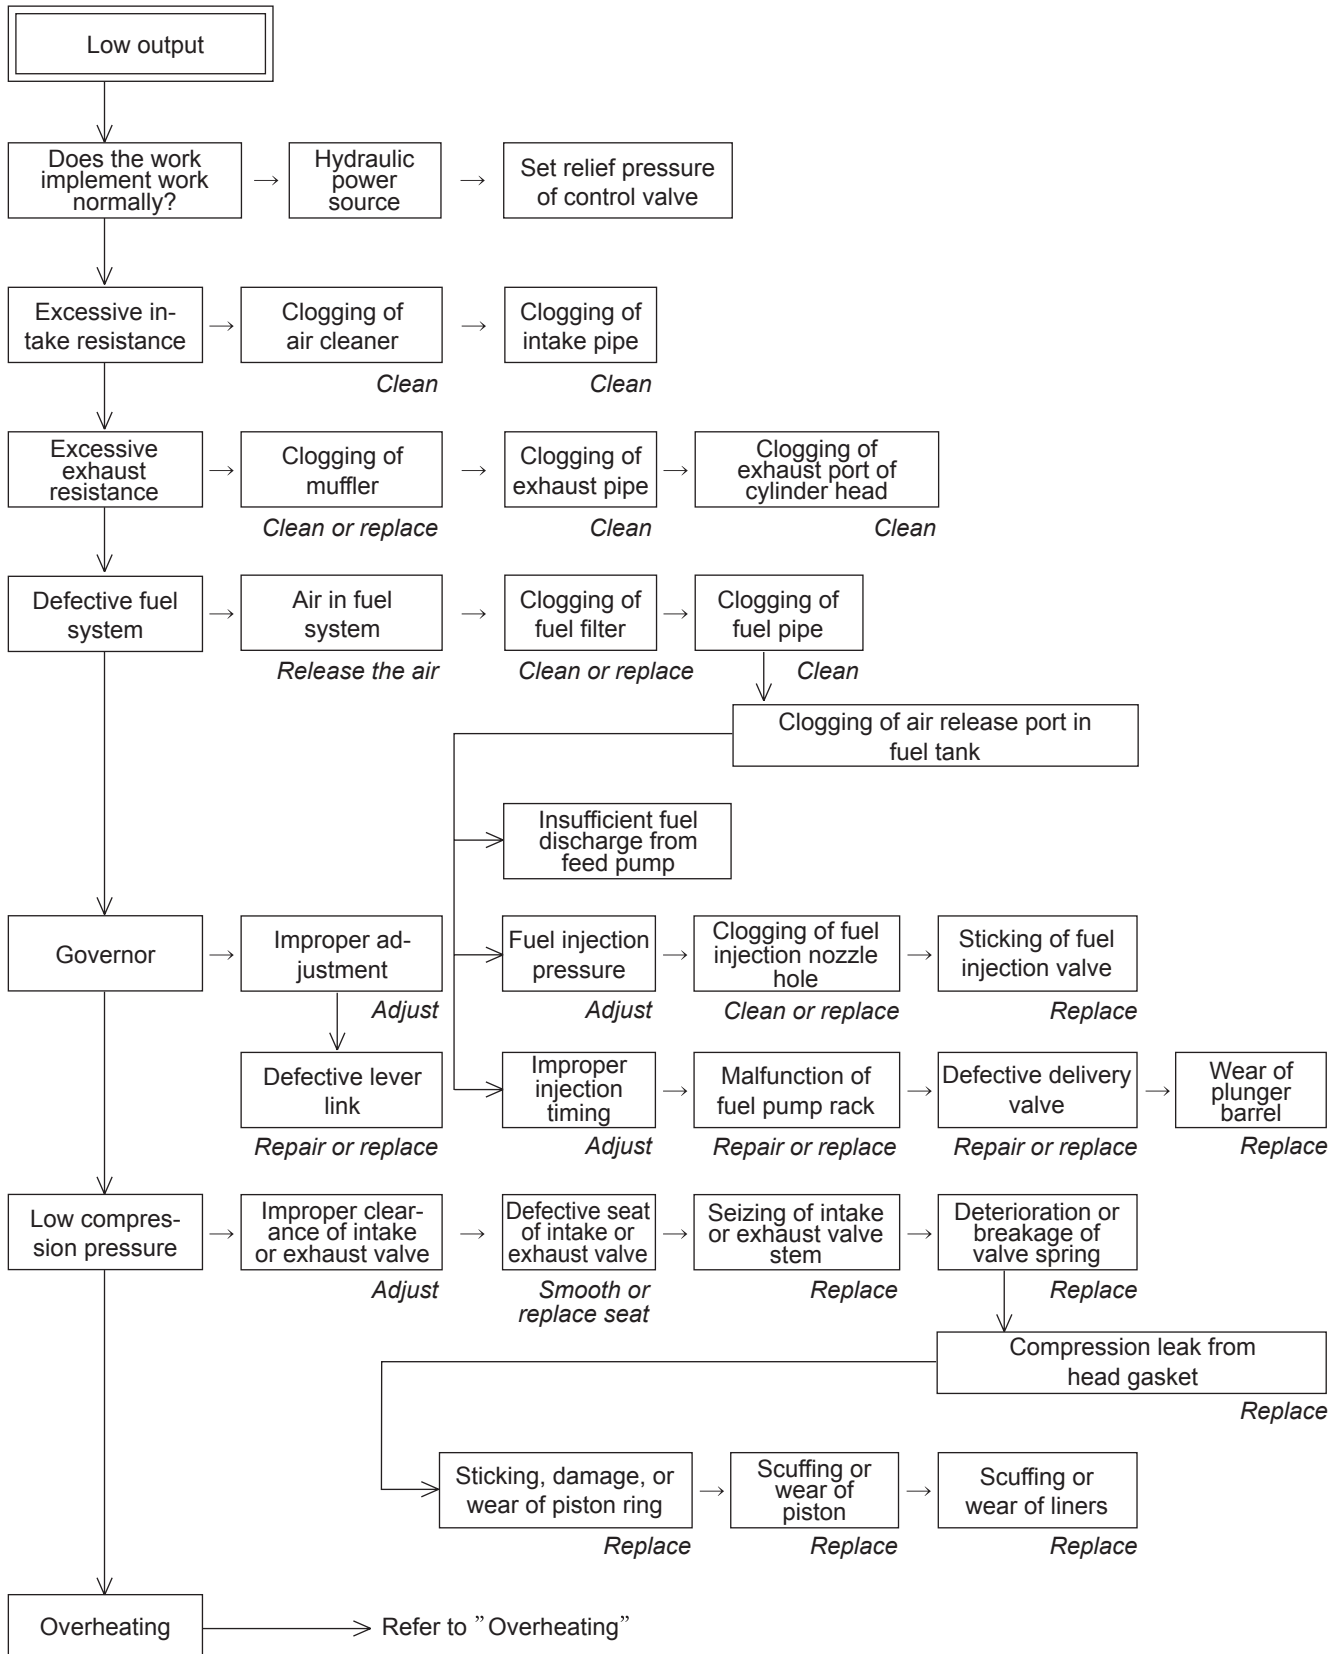 Low output
Does the work
implement work
normally?
Hydraulic
power
source
Set relief pressure
of control valve
Excessive in-
take resistance
Clogging of
air cleaner
Clean
Clogging of
intake pipe
Clean
Excessive
exhaust
resistance
Clogging of
muffler
Clean or replace
Clogging of
exhaust pipe
Clean
Clogging of
exhaust port of
cylinder head
Clean
Defective fuel
system
Air in fuel
system
Release the air
Clogging of
fuel filter
Clean or replace
Clogging of
fuel pipe
Clean
Clogging of air release port in
fuel tank
Insufficient fuel
discharge from
feed pump
Governor
Improper ad-
justment
Adjust
Fuel injection
pressure
Adjust
Clogging of fuel
injection nozzle
hole
Clean or replace
Sticking of fuel
injection valve
Replace
Defective lever
link
Repair or replace
Improper
injection
timing
Adjust
Malfunction of
fuel pump rack
Repair or replace
Defective delivery
valve
Repair or replace
Wear of
plunger
barrel
Replace
Low compres-
sion pressure
Improper clear-
ance of intake
or exhaust valve
Adjust
Defective seat
of intake or
exhaust valve
Smooth or
replace seat
Seizing of intake
or exhaust valve
stem
Replace
Deterioration or
breakage of
valve spring
Replace
Compression leak from
head gasket
Replace
Sticking, damage, or
wear of piston ring
Replace
Scuffing or
wear of
piston
Replace
Scuffing or
wear of liners
Replace
Overheating
Refer to ”Overheating”